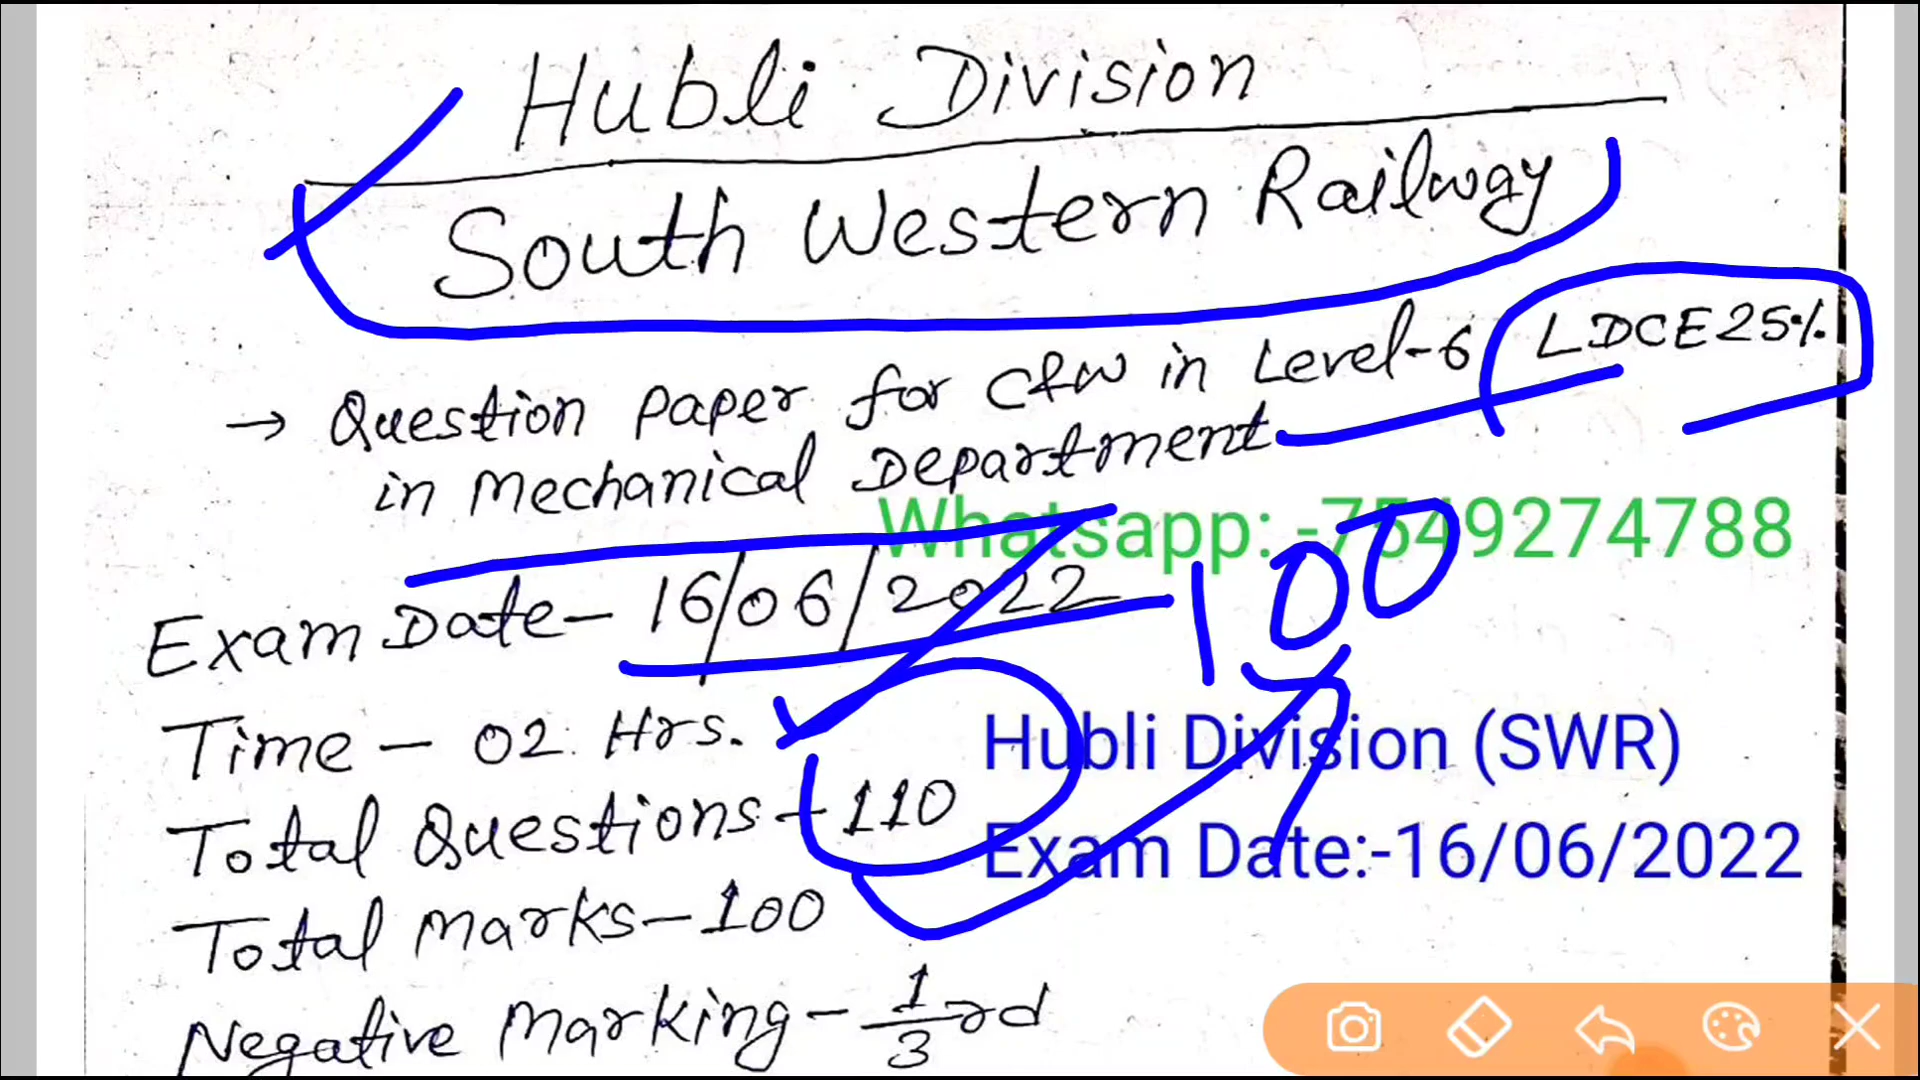 Hubli Division
South Western Railway
→ Question paper for C&W in Level-6 LDCE 25%
in Mechanical Department
Whatsapp: -7549274788
Exam Date- 16/06/2022
100
Time - 02 Hrs.
Hubli Division (SWR)
Total Questions - 110
Exam Date:-16/06/2022
Total Marks - 100
Negative Marking - 1/3rd